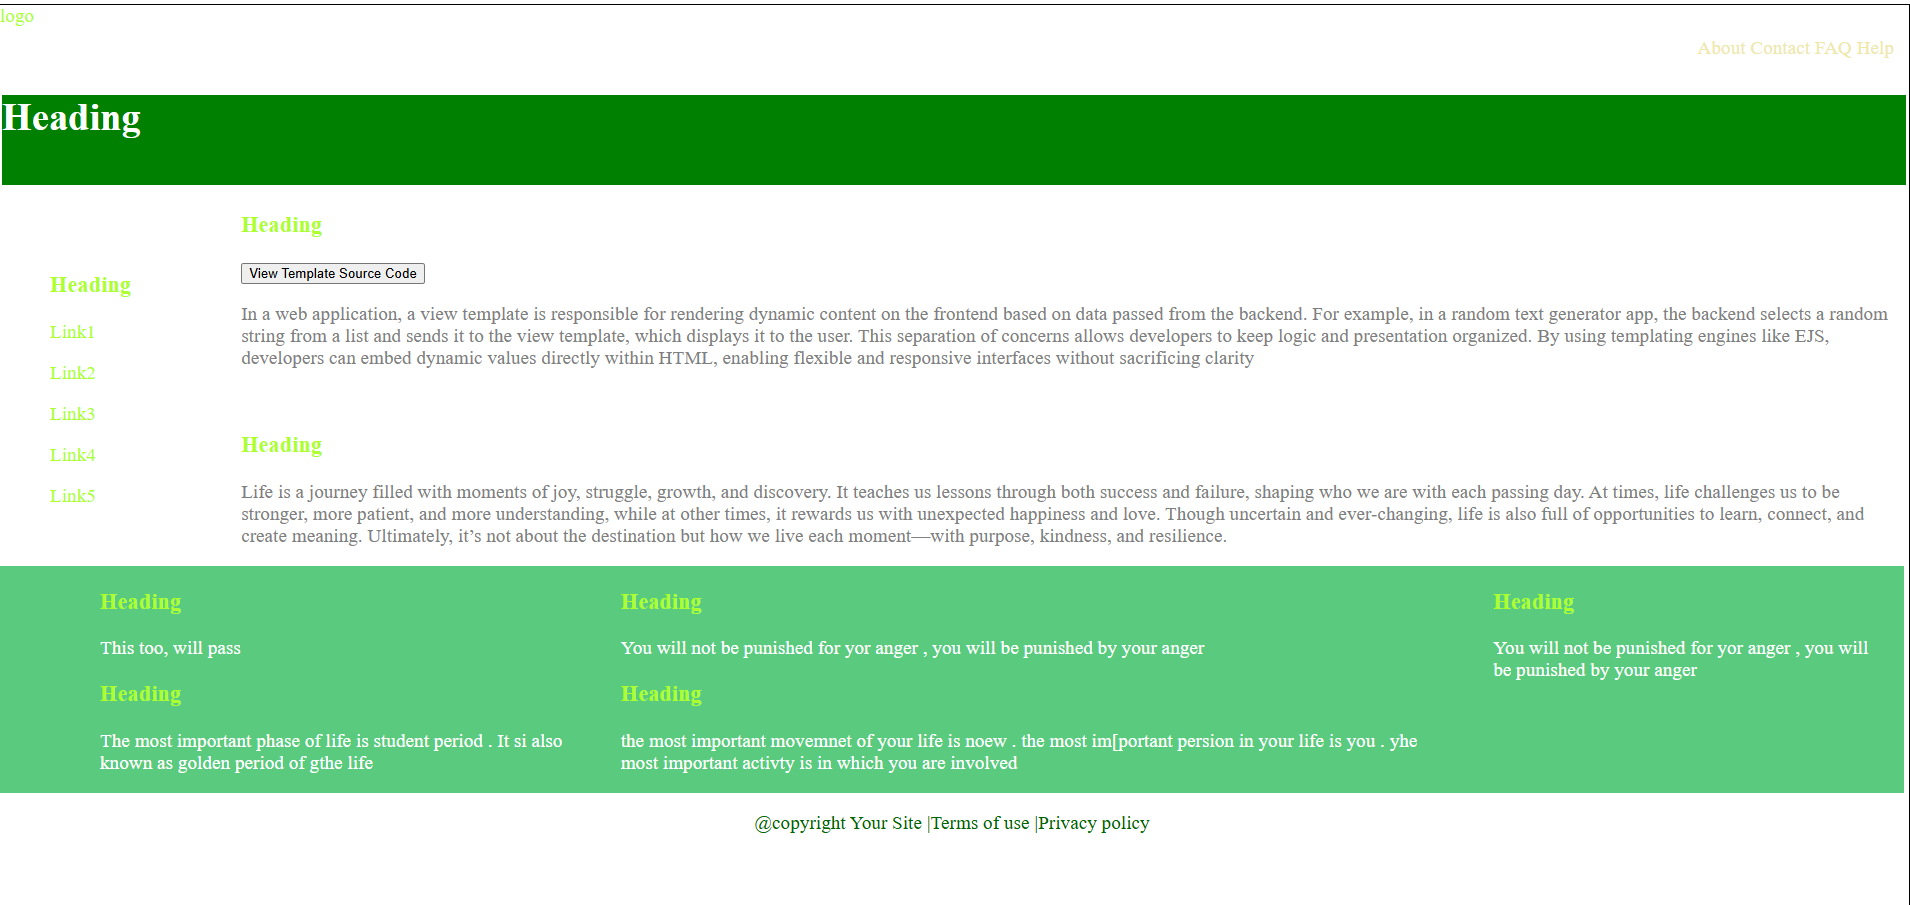 logo
About Contact FAQ Help
Heading
Heading
Link1
Link2
Link3
Link4
Link5
Heading
View Template Source Code
In a web application, a view template is responsible for rendering dynamic content on the frontend based on data passed from the backend. For example, in a random text generator app, the backend selects a random
string from a list and sends it to the view template, which displays it to the user. This separation of concerns allows developers to keep logic and presentation organized. By using templating engines like EJS,
developers can embed dynamic values directly within HTML, enabling flexible and responsive interfaces without sacrificing clarity
Heading
Life is a journey filled with moments of joy, struggle, growth, and discovery. It teaches us lessons through both success and failure, shaping who we are with each passing day. At times, life challenges us to be
stronger, more patient, and more understanding, while at other times, it rewards us with unexpected happiness and love. Though uncertain and ever-changing, life is also full of opportunities to learn, connect, and
create meaning. Ultimately, it’s not about the destination but how we live each moment—with purpose, kindness, and resilience.
Heading
This too, will pass
Heading
The most important phase of life is student period . It si also
known as golden period of gthe life
Heading
You will not be punished for yor anger , you will be punished by your anger
Heading
the most important movemnet of your life is noew . the most im[portant persion in your life is you . yhe
most important activty is in which you are involved
Heading
You will not be punished for yor anger , you will
be punished by your anger
@copyright Your Site |Terms of use |Privacy policy